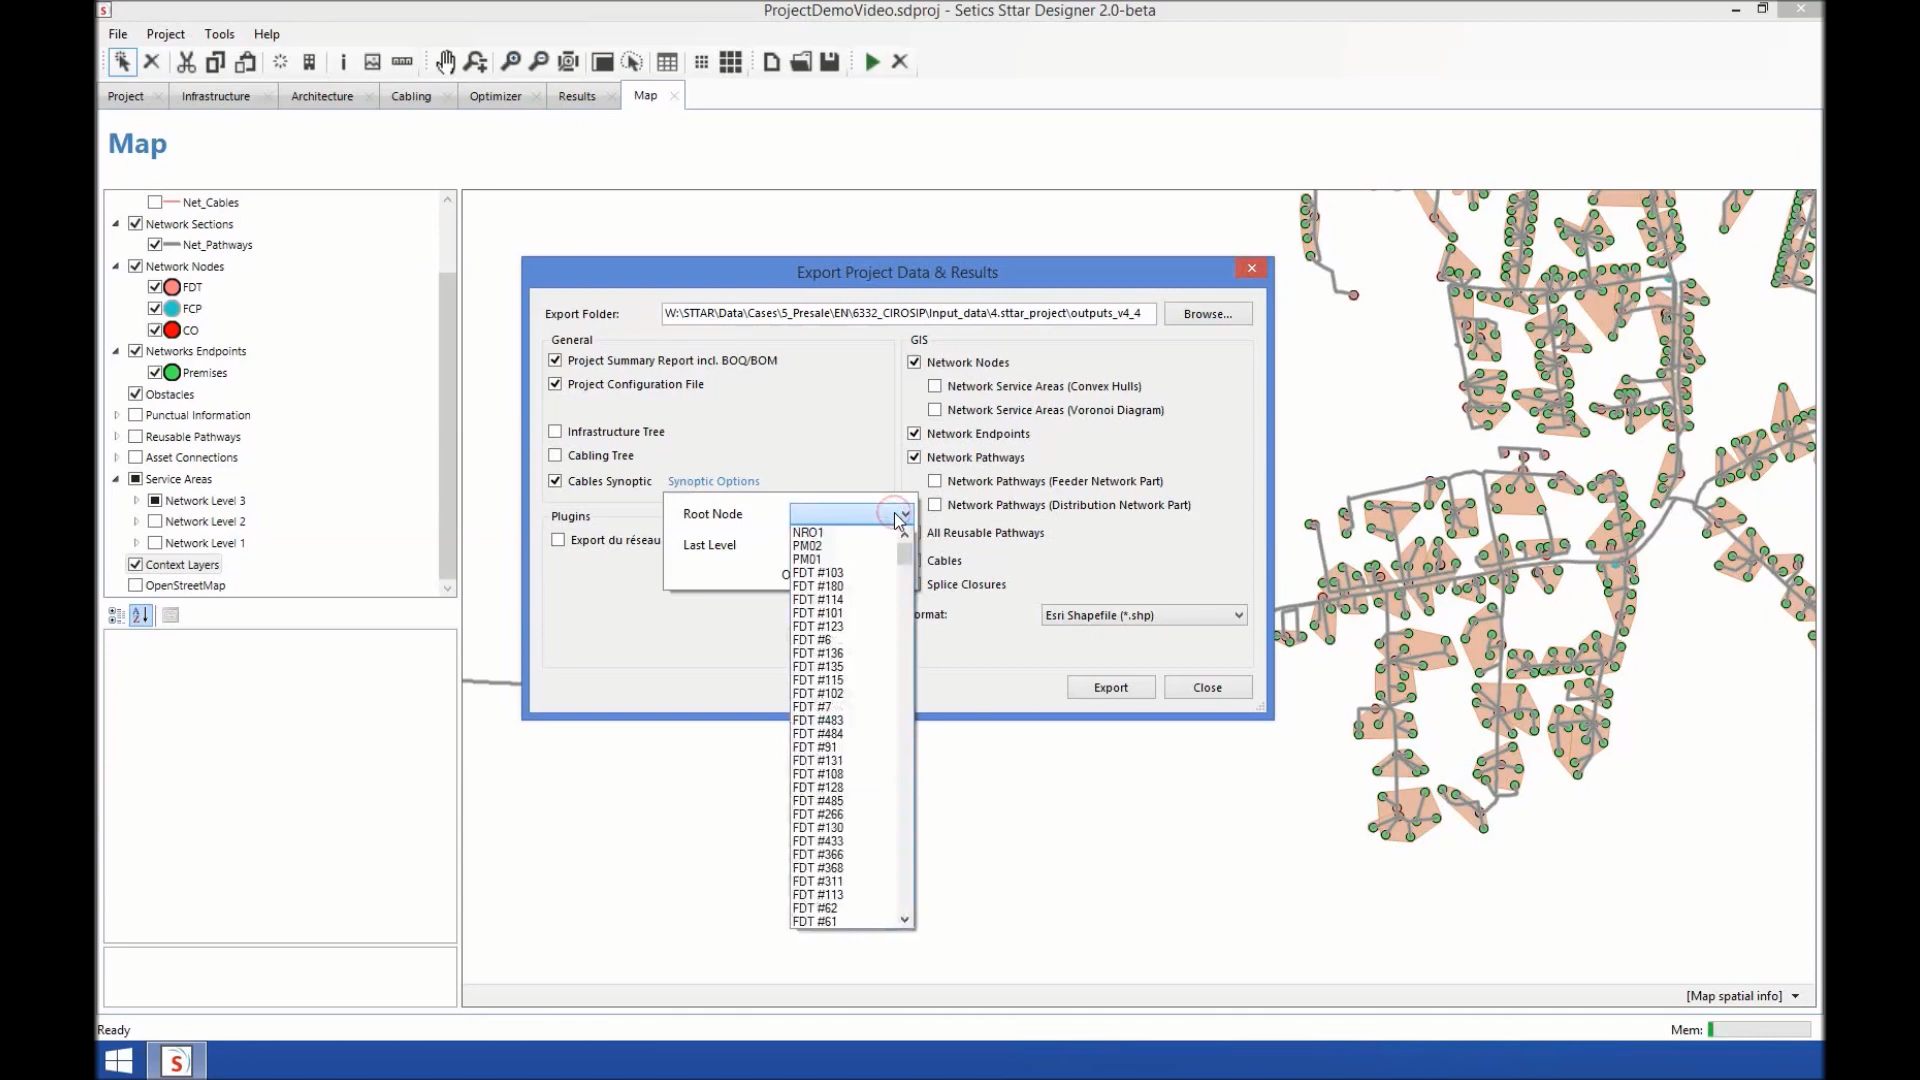 S
ProjectDemoVideo.sdproj - Setics Sttar Designer 2.0-beta
File Project Tools Help
Project Infrastructure Architecture Cabling Optimizer Results Map
Map
Net_Cables
Network Sections
Net_Pathways
Network Nodes
FDT
FCP
CO
Networks Endpoints
Premises
Obstacles
Punctual Information
Reusable Pathways
Asset Connections
Service Areas
Network Level 3
Network Level 2
Network Level 1
Context Layers
OpenStreetMap
Export Project Data & Results
Export Folder: W:\STTAR\Data\Cases\5_Presale\EN\6332_CIROSIP\Input_data\4.sttar_project\outputs_v4_4 Browse...
General
Project Summary Report incl. BOQ/BOM
Project Configuration File
Infrastructure Tree
Cabling Tree
Cables Synoptic Synoptic Options
Plugins
Export du réseau
Root Node
Last Level
O
NRO1
PM02
PM01
FDT #103
FDT #180
FDT #114
FDT #101
FDT #123
FDT #6
FDT #136
FDT #135
FDT #115
FDT #102
FDT #7
FDT #483
FDT #484
FDT #91
FDT #131
FDT #108
FDT #128
FDT #485
FDT #266
FDT #130
FDT #433
FDT #366
FDT #368
FDT #311
FDT #113
FDT #62
FDT #61
GIS
Network Nodes
Network Service Areas (Convex Hulls)
Network Service Areas (Voronoi Diagram)
Network Endpoints
Network Pathways
Network Pathways (Feeder Network Part)
Network Pathways (Distribution Network Part)
All Reusable Pathways
Cables
Splice Closures
ormat: Esri Shapefile (*.shp)
Export Close
[Map spatial info]
Ready
Mem:
S